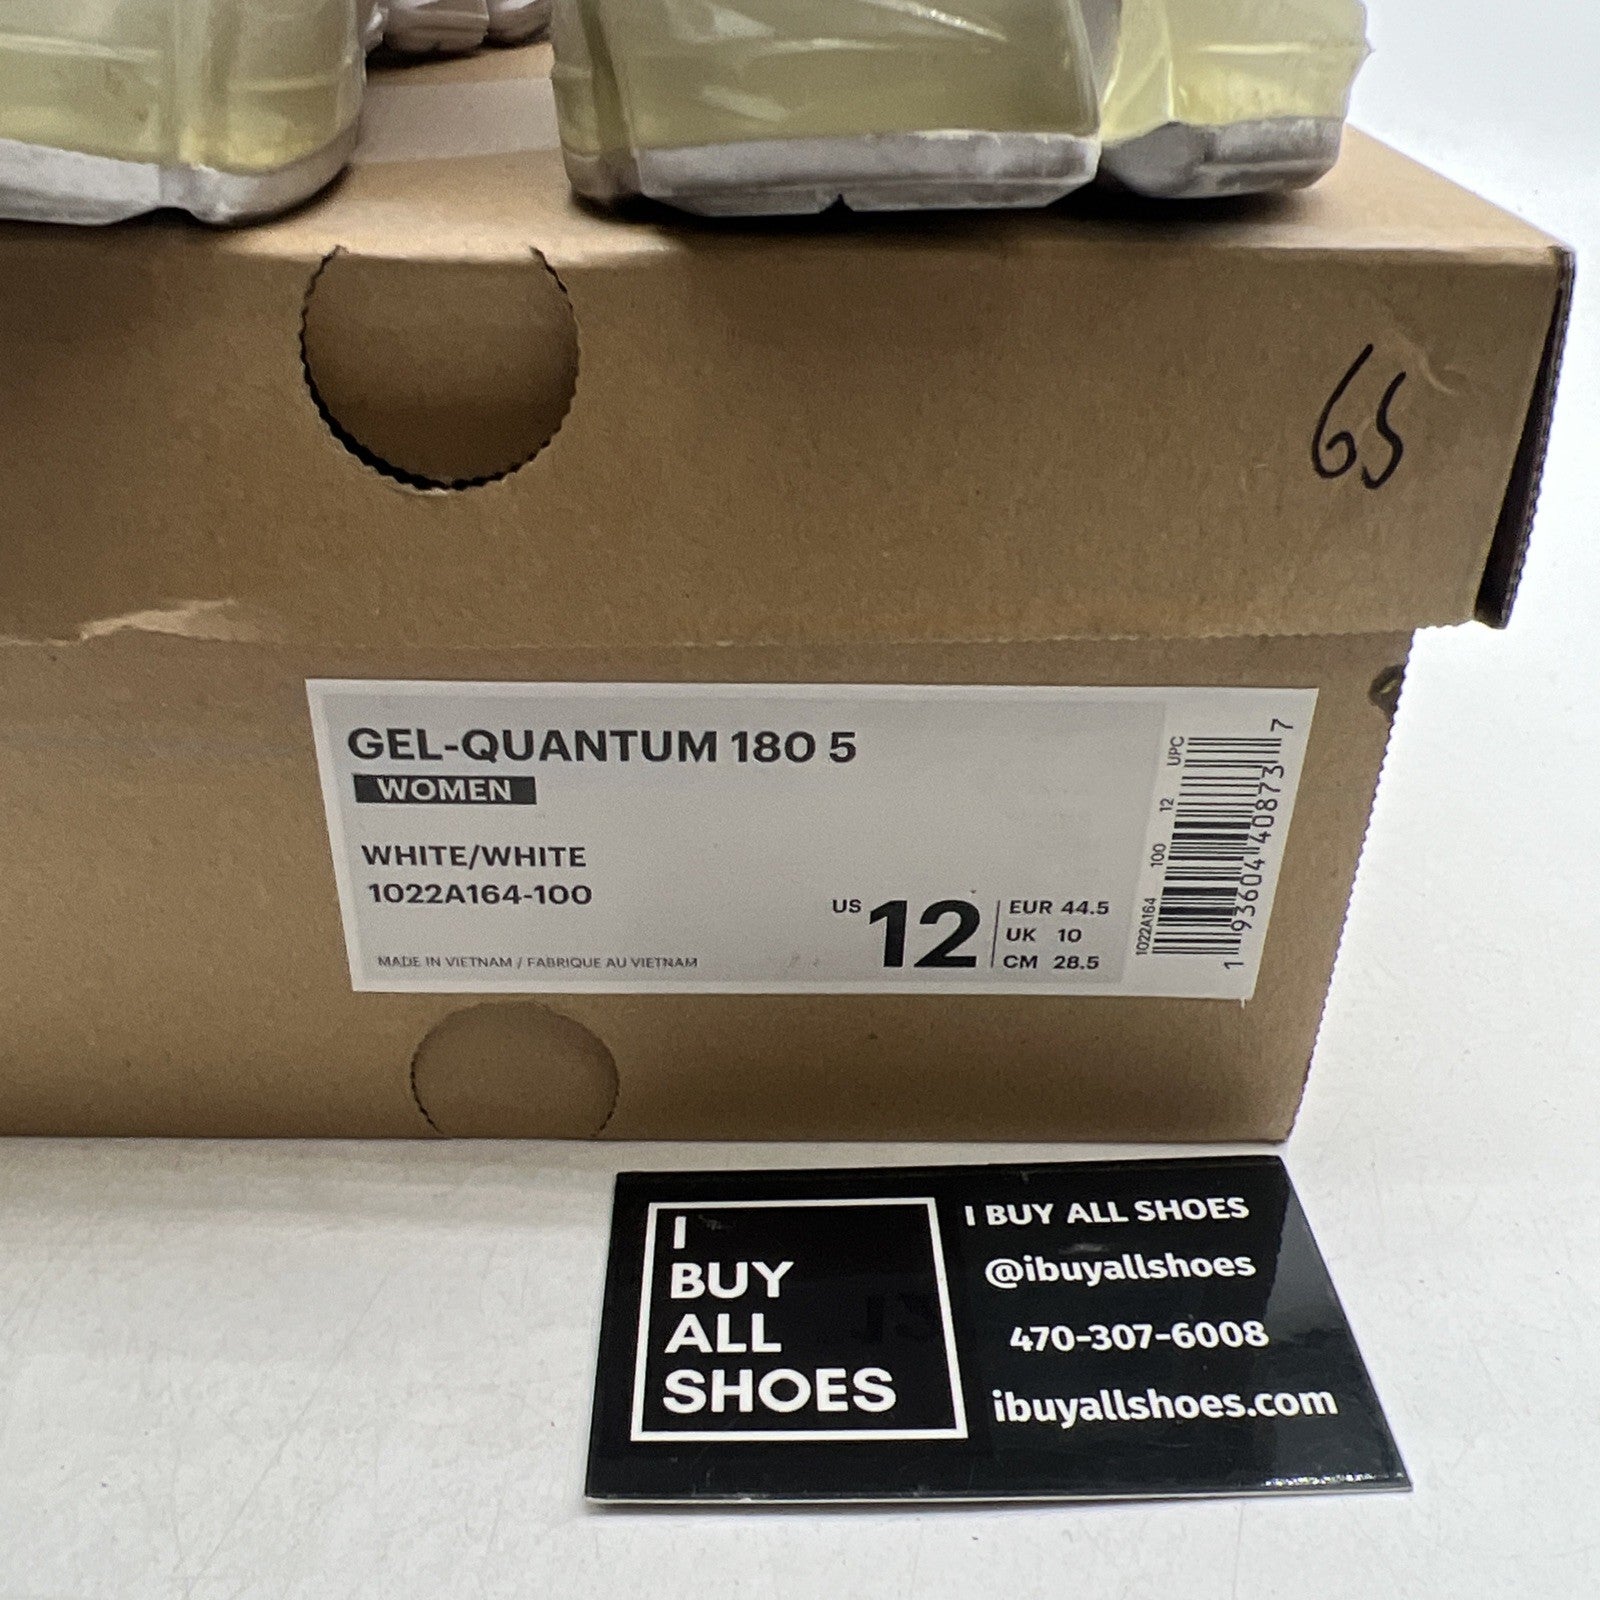 65
GEL-QUANTUM 180 5
WOMEN
WHITE/WHITE
1022A164-100
MADE IN VIETNAM / FABRIQUE AU VIETNAM
US 12
EUR 44.5
UK 10
CM 28.5
1022A164 100 12 UPC
1 93604 40873 7
I
BUY
ALL
SHOES
I BUY ALL SHOES
@ibuyallshoes
470-307-6008
ibuyallshoes.com